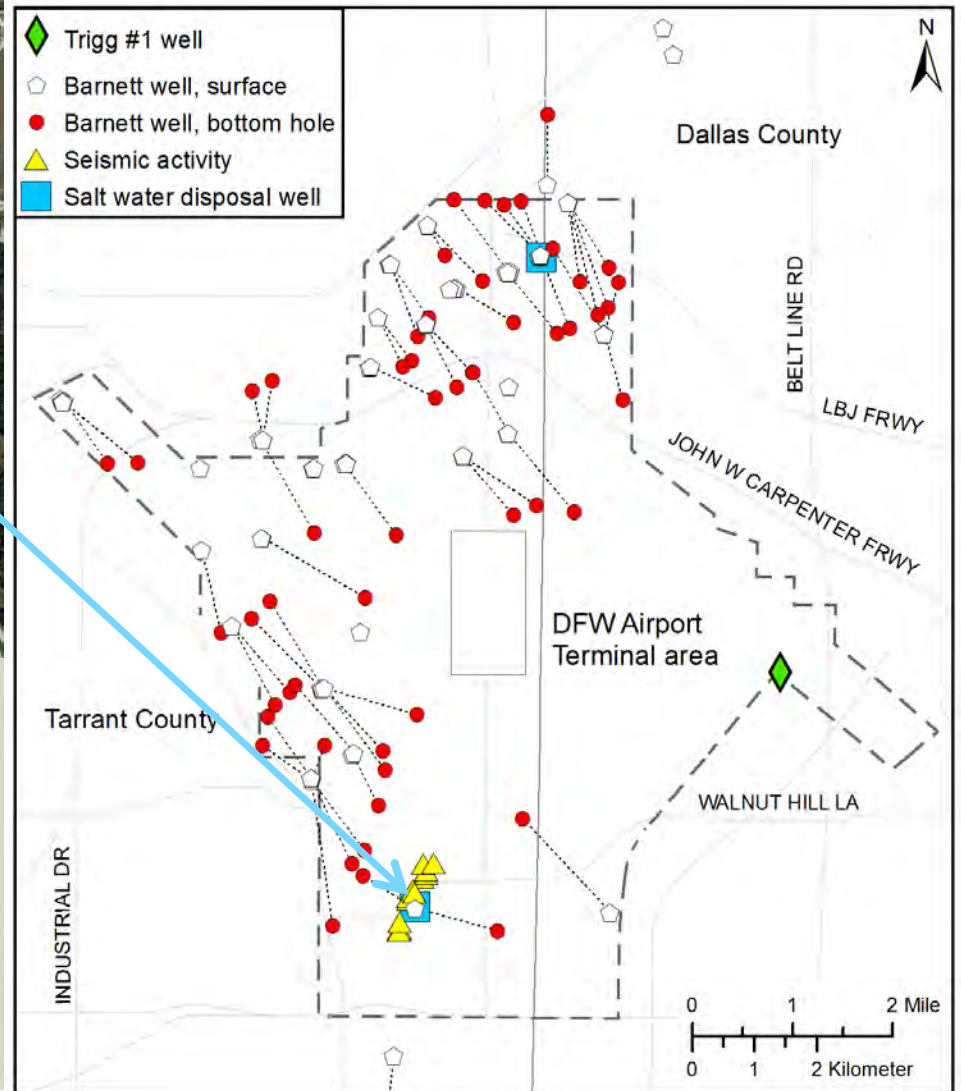 Trigg #1 well
Barnett well, surface
Barnett well, bottom hole
Seismic activity
Salt water disposal well
N
Dallas County
BELT LINE RD
LBJ FRWY
JOHN W CARPENTER FRWY
DFW Airport
Terminal area
Tarrant County
WALNUT HILL LA
INDUSTRIAL DR
0 1 2 Mile
0 1 2 Kilometer